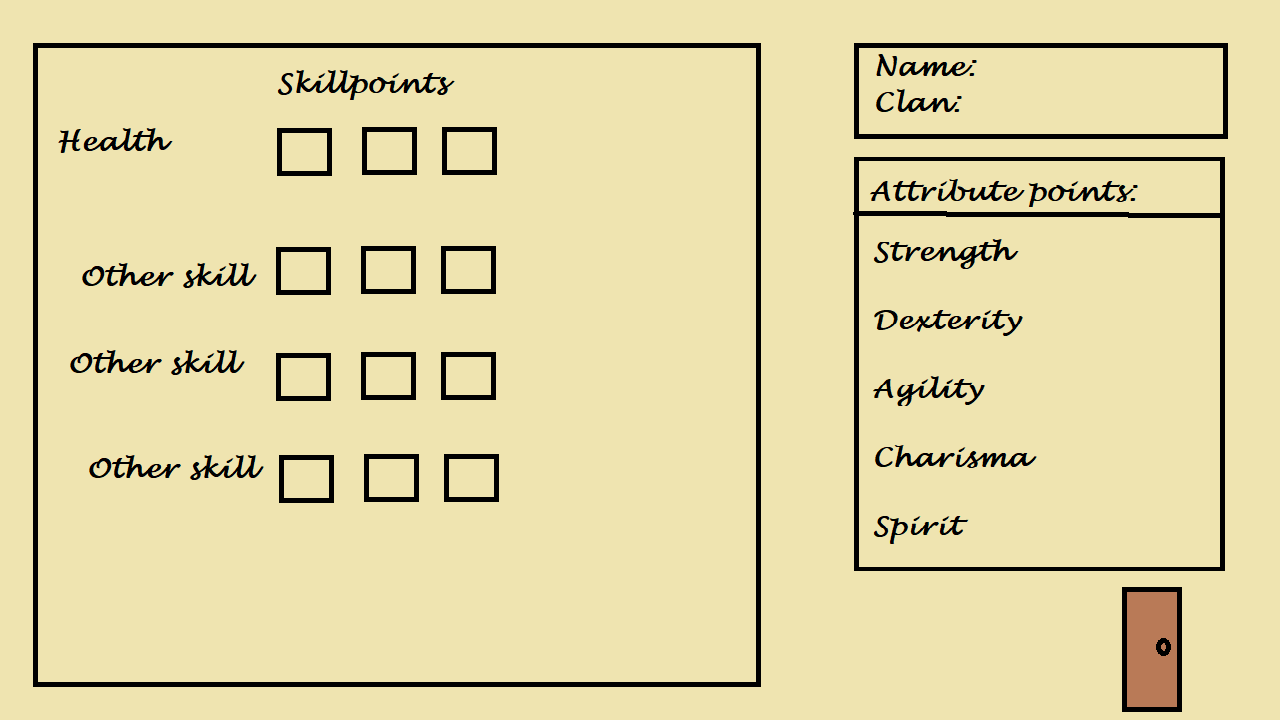 Skillpoints
Health
Other skill
Other skill
Other skill
Name:
Clan:
Attribute points:
Strength
Dexterity
Agility
Charisma
Spirit